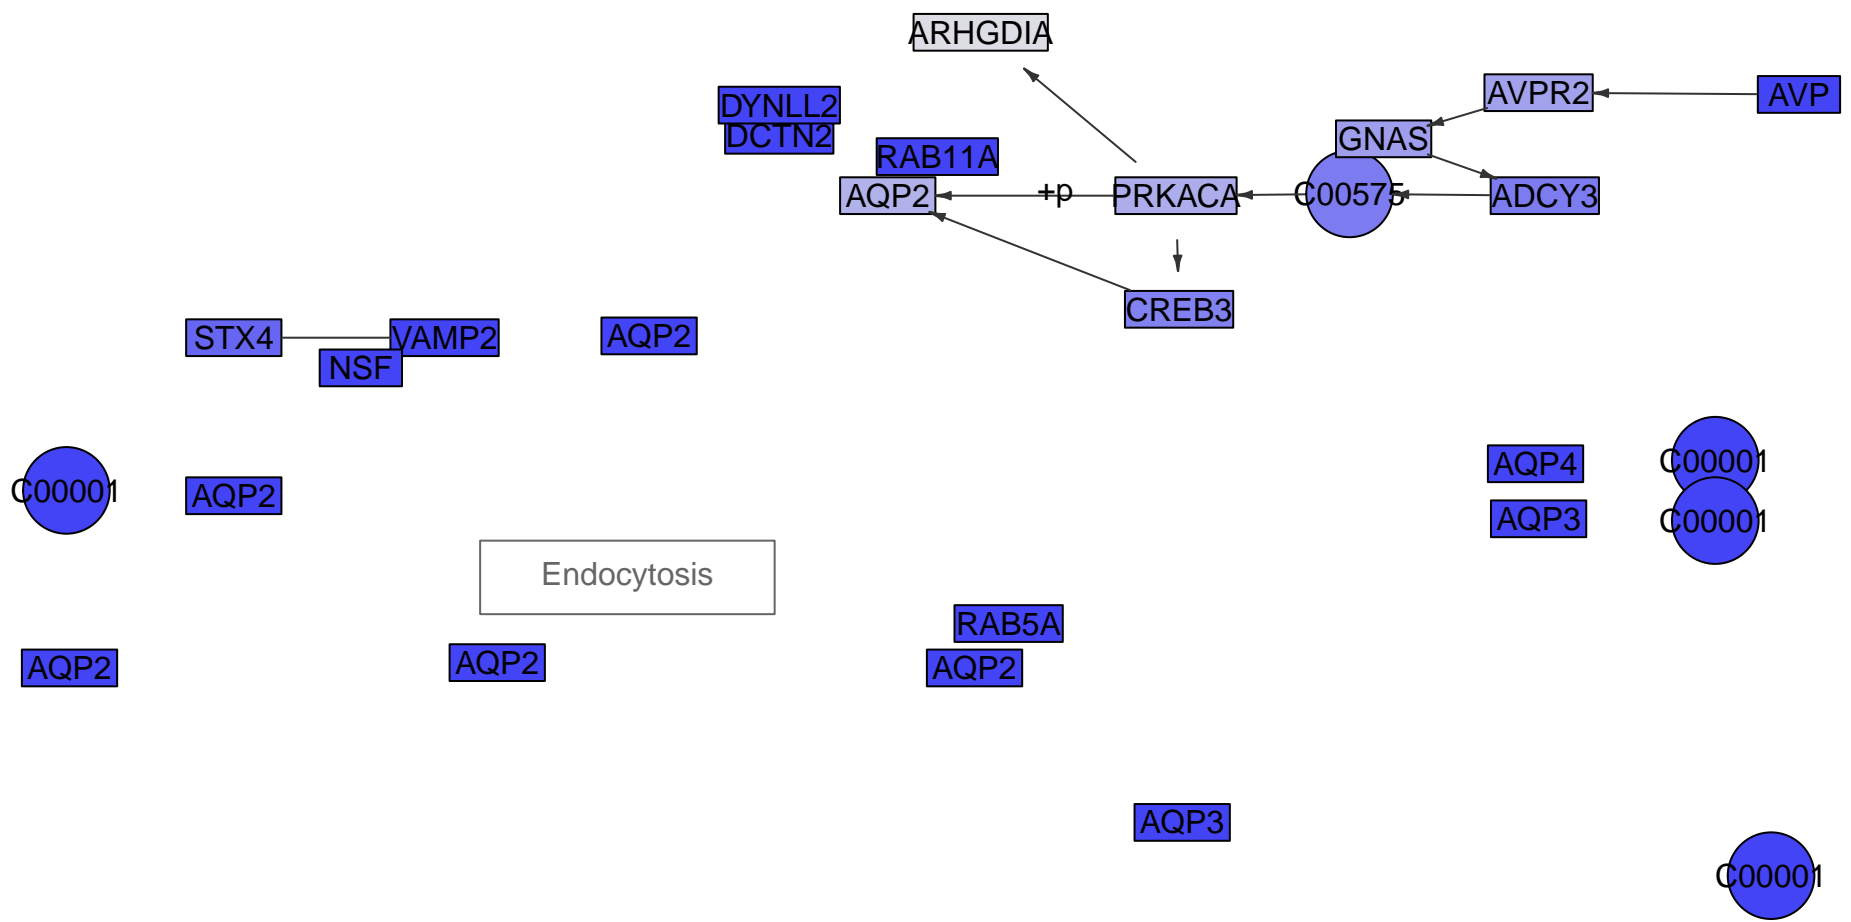 ARHGDIA
AVPR2
AVP
DYNLL2
DCTN2
GNAS
RAB11A
AQP2
+p
PRKACA
C00575
ADCY3
CREB3
STX4
VAMP2
AQP2
NSF
C00001
AQP2
AQP4
C00001
AQP3
C00001
Endocytosis
RAB5A
AQP2
AQP2
AQP2
AQP3
C00001